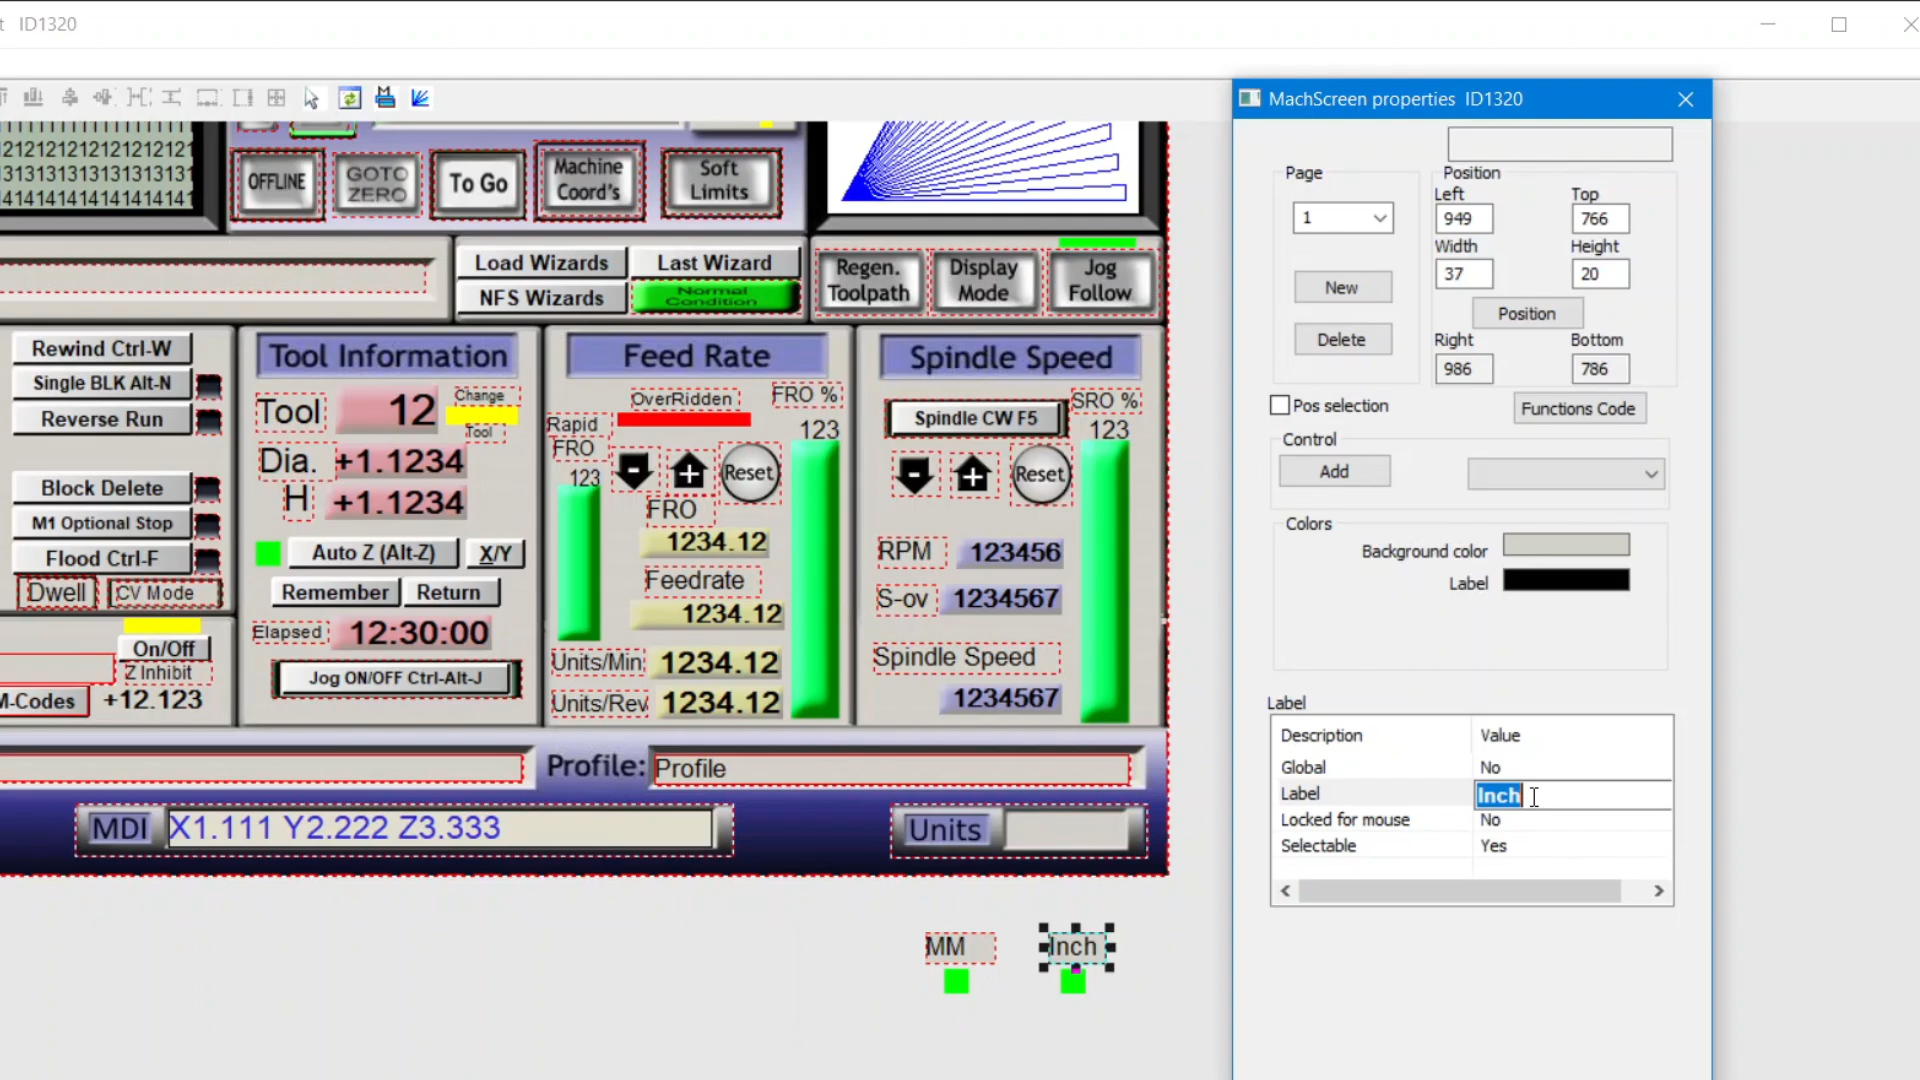 t ID1320
MachScreen properties ID1320
12121212121212121
13131313131313131
14141414141414141
OFFLINE
GOTO
ZERO
To Go
Machine
Coord's
Soft
Limits
Load Wizards
Last Wizard
NFS Wizards
Normal
Condition
Regen.
Toolpath
Display
Mode
Jog
Follow
Rewind Ctrl-W
Single BLK Alt-N
Reverse Run
Block Delete
M1 Optional Stop
Flood Ctrl-F
Dwell
CV Mode
On/Off
Z Inhibit
M-Codes
+12.123
Tool Information
Tool
12
Change
Tool
Dia.
+1.1234
H
+1.1234
Auto Z (Alt-Z)
X/Y
Remember
Return
Elapsed
12:30:00
Jog ON/OFF Ctrl-Alt-J
Feed Rate
OverRidden
FRO %
123
Rapid
FRO
123
-
+
Reset
FRO
1234.12
Feedrate
1234.12
Units/Min
1234.12
Units/Rev
1234.12
Spindle Speed
Spindle CW F5
SRO %
123
-
+
Reset
RPM
123456
S-ov
1234567
Spindle Speed
1234567
Profile:
Profile
MDI
X1.111 Y2.222 Z3.333
Units
MM
Inch
Page
1
New
Delete
Position
Left
Top
949
766
Width
Height
37
20
Position
Right
Bottom
986
786
Pos selection
Functions Code
Control
Add
Colors
Background color
Label
Label
Description Value
Global No
Label Inch
Locked for mouse No
Selectable Yes